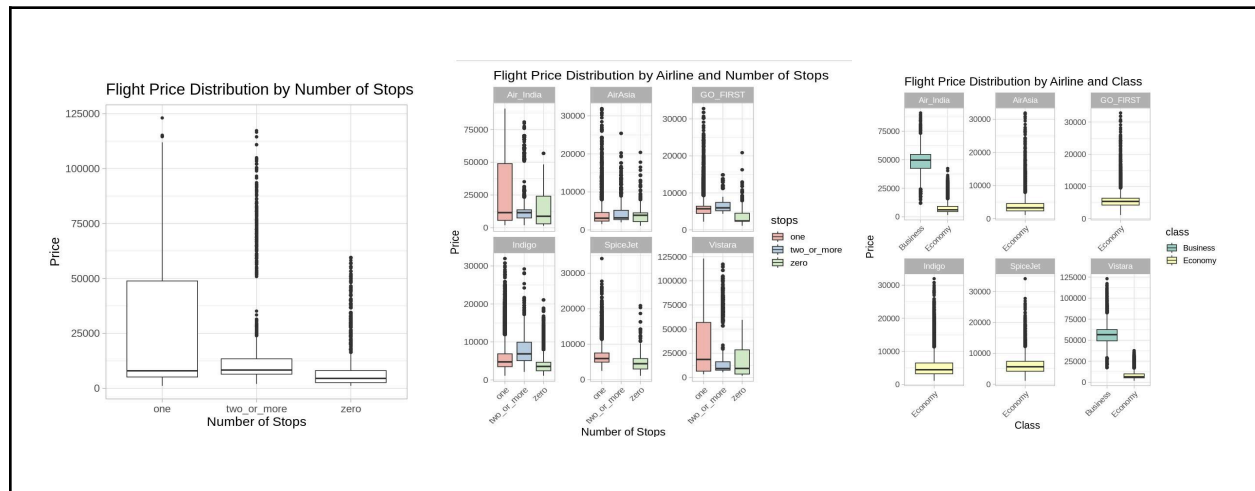 Flight Price Distribution by Number of Stops
125000
100000
75000
50000
25000
0
Price
one two_or_more zero
Number of Stops
Flight Price Distribution by Airline and Number of Stops
Air_India AirAsia GO_FIRST
75000
50000
25000
0
30000
20000
10000
0
30000
20000
10000
0
Price
Indigo SpiceJet Vistara
30000
20000
10000
0
30000
20000
10000
0
125000
100000
75000
50000
25000
0
one two_or_more zero
one two_or_more zero
one two_or_more zero
Number of Stops
stops
one
two_or_more
zero
Flight Price Distribution by Airline and Class
Air_India AirAsia GO_FIRST
75000
50000
25000
0
30000
20000
10000
0
30000
20000
10000
0
Business Economy
Economy
Economy
Price
Indigo SpiceJet Vistara
30000
20000
10000
0
30000
20000
10000
0
125000
100000
75000
50000
25000
0
Economy
Economy
Business Economy
Class
class
Business
Economy